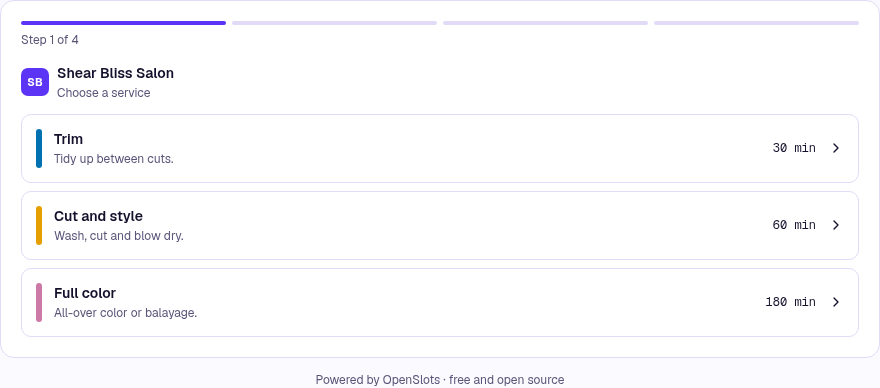 Step 1 of 4
SB
Shear Bliss Salon
Choose a service
Trim
Tidy up between cuts.
30 min
Cut and style
Wash, cut and blow dry.
60 min
Full color
All-over color or balayage.
180 min
Powered by OpenSlots · free and open source